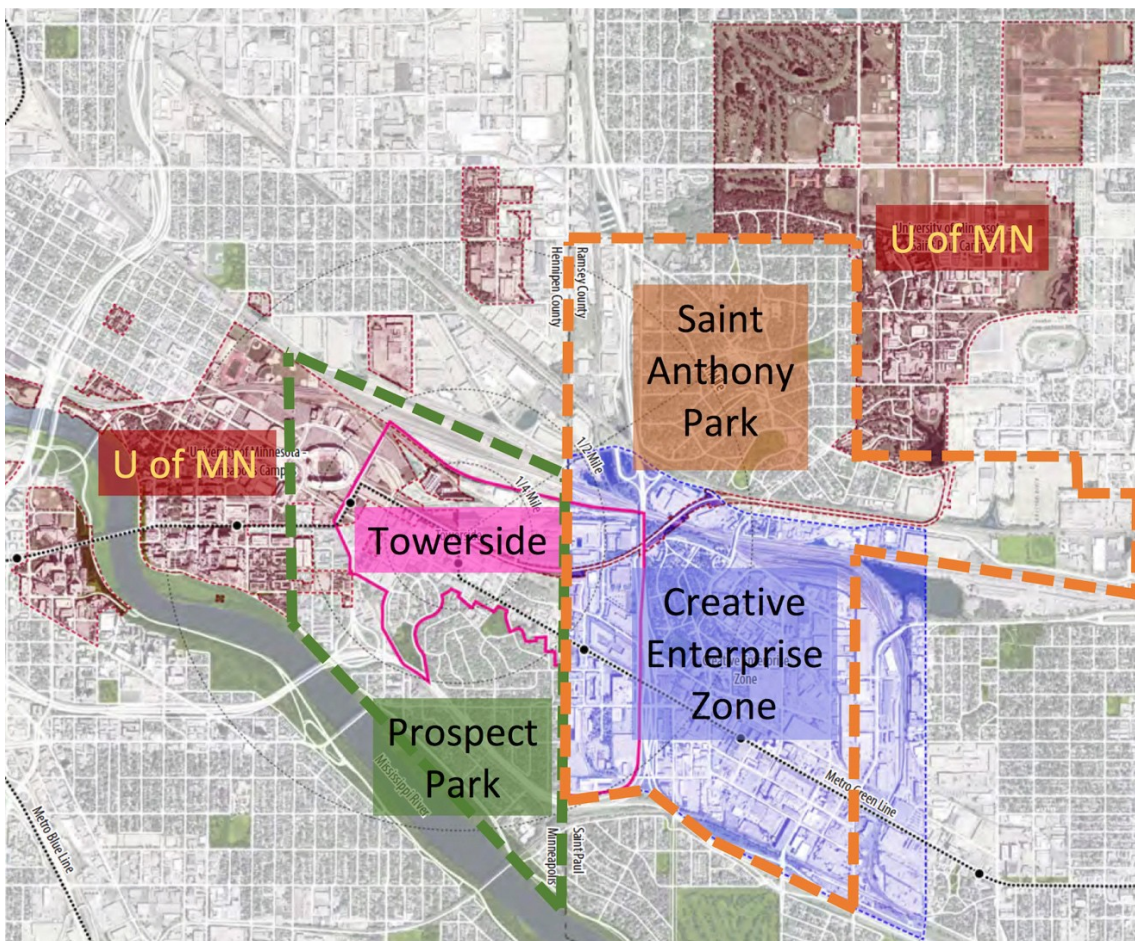 U of MN
Ramsey County
Hennipen County
Saint
Anthony
Park
1/2 Mile
1/4 Mile
U of MN
Towerside
Creative
Enterprise
Zone
Prospect
Park
Mississippi River
Metro Green Line
Metro Blue Line
Saint Paul
Minneapolis